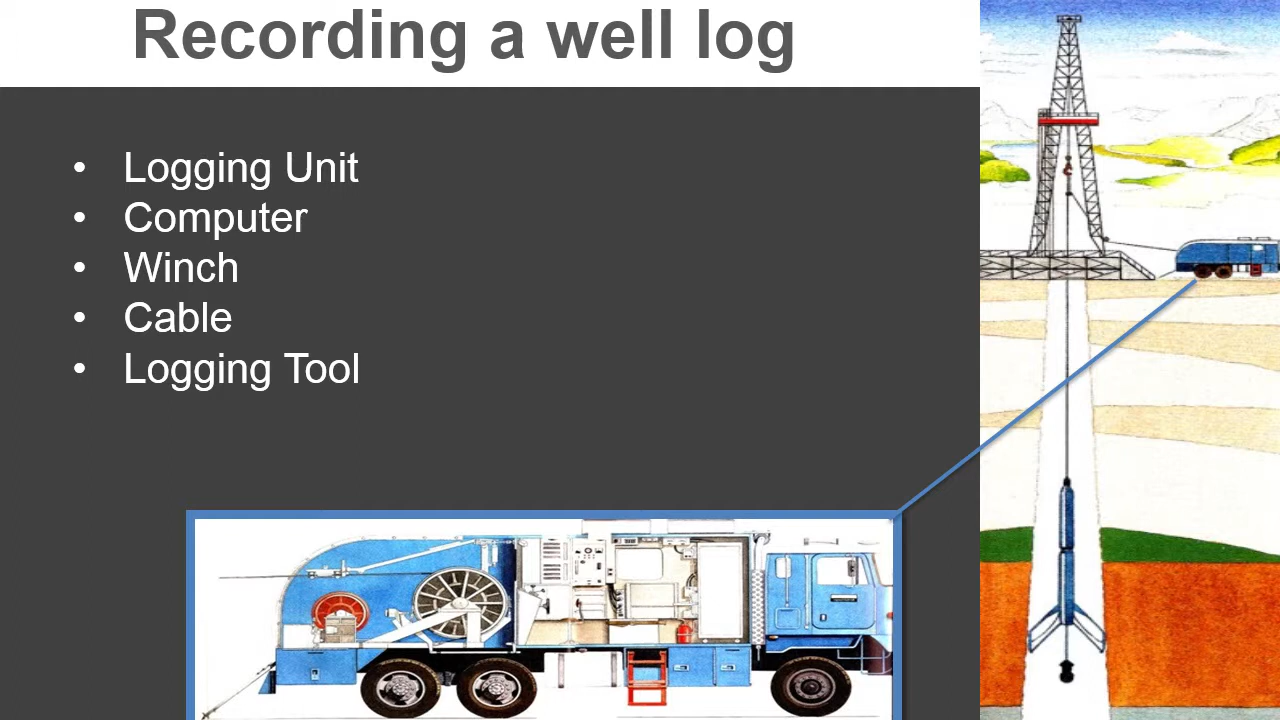 Recording a well log
• Logging Unit
• Computer
• Winch
• Cable
• Logging Tool